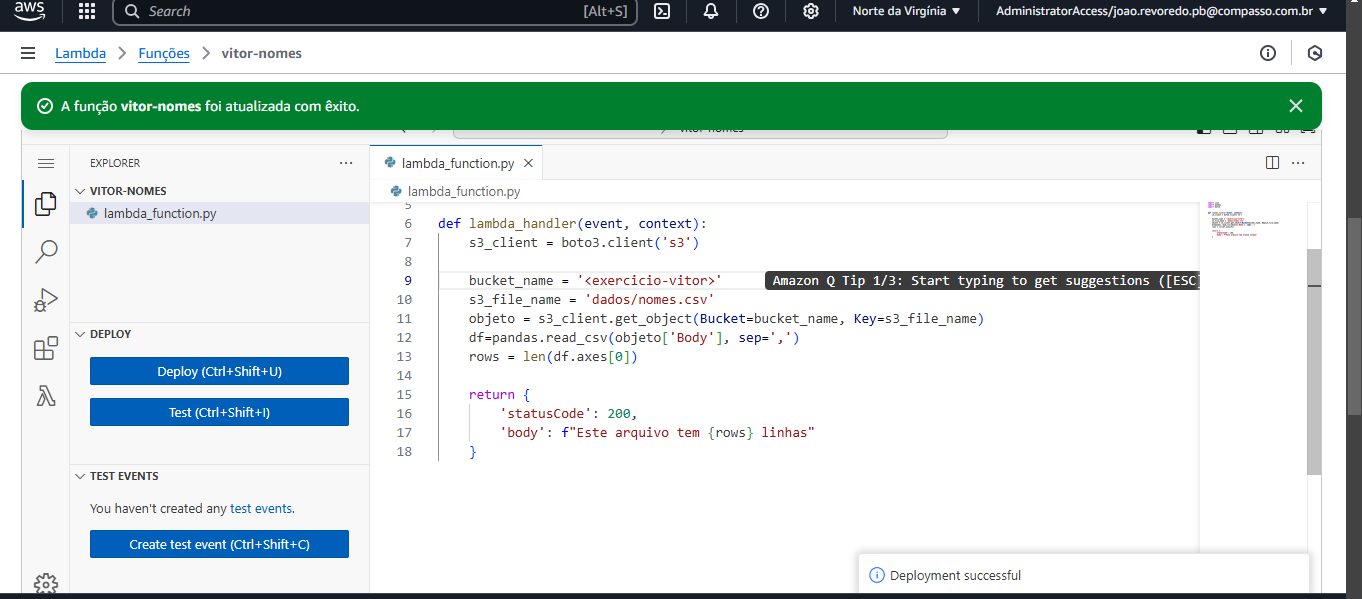 aws
Search [Alt+S]
Norte da Virgínia
AdministratorAccess/joao.revoredo.pb@compasso.com.br
Lambda > Funções > vitor-nomes
A função vitor-nomes foi atualizada com êxito.
vitor-nomes
EXPLORER
VITOR-NOMES
lambda_function.py
DEPLOY
Deploy (Ctrl+Shift+U)
Test (Ctrl+Shift+I)
TEST EVENTS
You haven't created any test events.
Create test event (Ctrl+Shift+C)
lambda_function.py
lambda_function.py
5
6 def lambda_handler(event, context):
7 s3_client = boto3.client('s3')
8
9 bucket_name = '<exercicio-vitor>' Amazon Q Tip 1/3: Start typing to get suggestions ([ESC]
10 s3_file_name = 'dados/nomes.csv'
11 objeto = s3_client.get_object(Bucket=bucket_name, Key=s3_file_name)
12 df=pandas.read_csv(objeto['Body'], sep=',')
13 rows = len(df.axes[0])
14
15 return {
16 'statusCode': 200,
17 'body': f"Este arquivo tem {rows} linhas"
18 }
Deployment successful